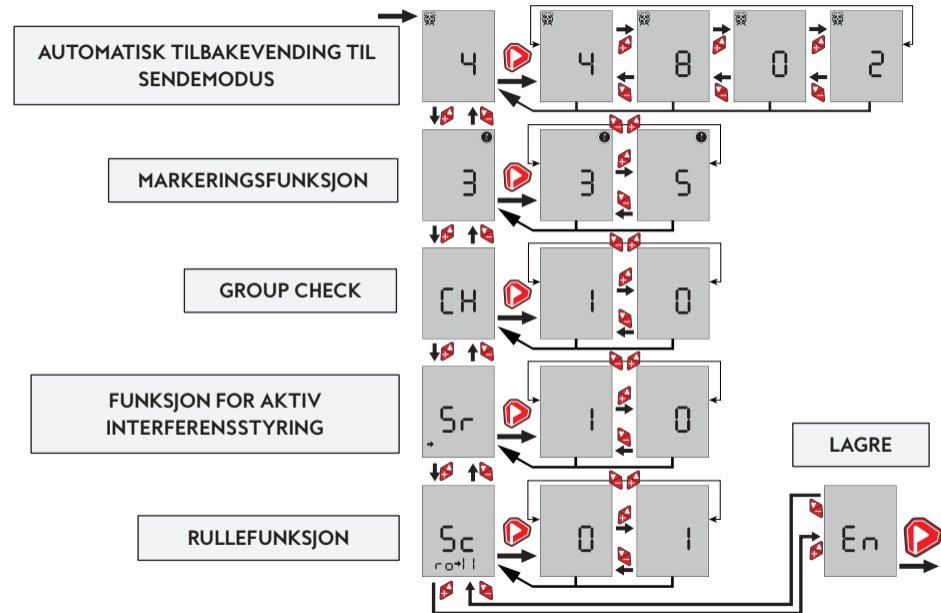 AUTOMATISK TILBAKEVENDING TIL
SENDEMODUS
4
4
8
0
2
MARKERINGSFUNKSJON
3
3
5
GROUP CHECK
CH
1
0
FUNKSJON FOR AKTIV
INTERFERENSSTYRING
Sr
1
0
LAGRE
RULLEFUNKSJON
Sc
ro→11
0
1
En